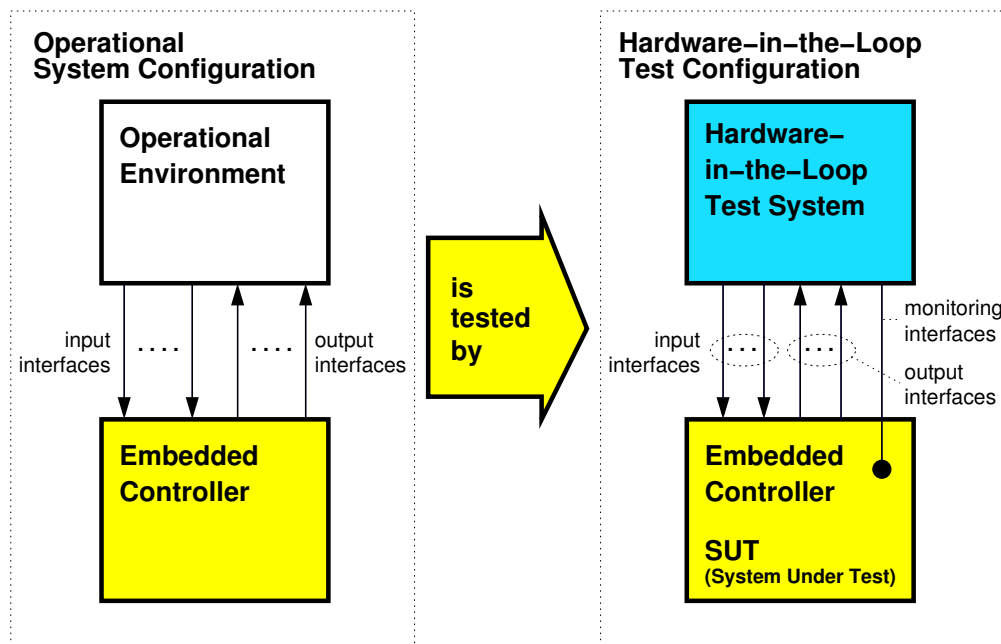 Operational
System Configuration
Operational
Environment
input
interfaces
....
....
output
interfaces
Embedded
Controller
is
tested
by
Hardware−in−the−Loop
Test Configuration
Hardware−
in−the−Loop
Test System
input
interfaces
...
...
monitoring
interfaces
output
interfaces
Embedded
Controller
SUT
(System Under Test)